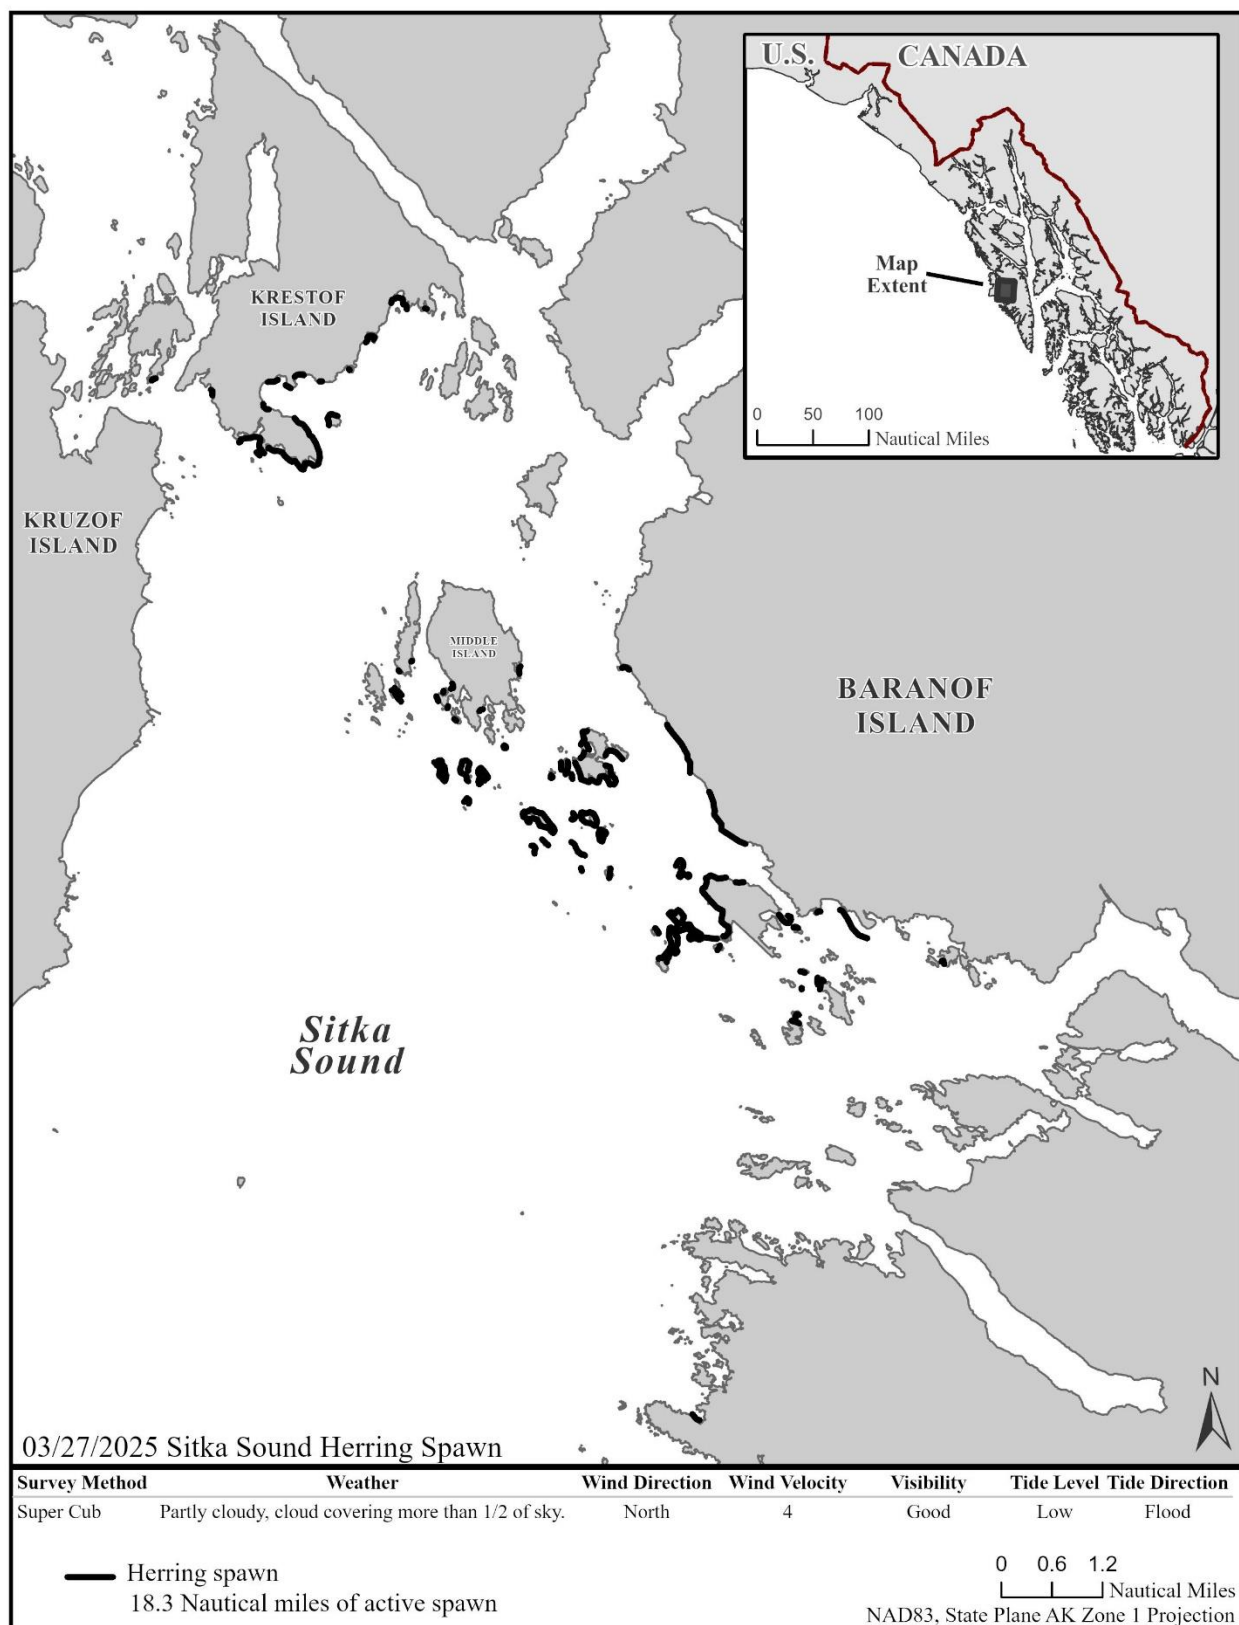 U.S. CANADA
Map
Extent
0 50 100
Nautical Miles
KRESTOF
ISLAND
KRUZOF
ISLAND
MIDDLE
ISLAND
BARANOF
ISLAND
Sitka
Sound
N
03/27/2025 Sitka Sound Herring Spawn
Survey Method Weather Wind Direction Wind Velocity Visibility Tide Level Tide Direction
Super Cub Partly cloudy, cloud covering more than 1/2 of sky. North 4 Good Low Flood
Herring spawn
18.3 Nautical miles of active spawn
0 0.6 1.2
Nautical Miles
NAD83, State Plane AK Zone 1 Projection